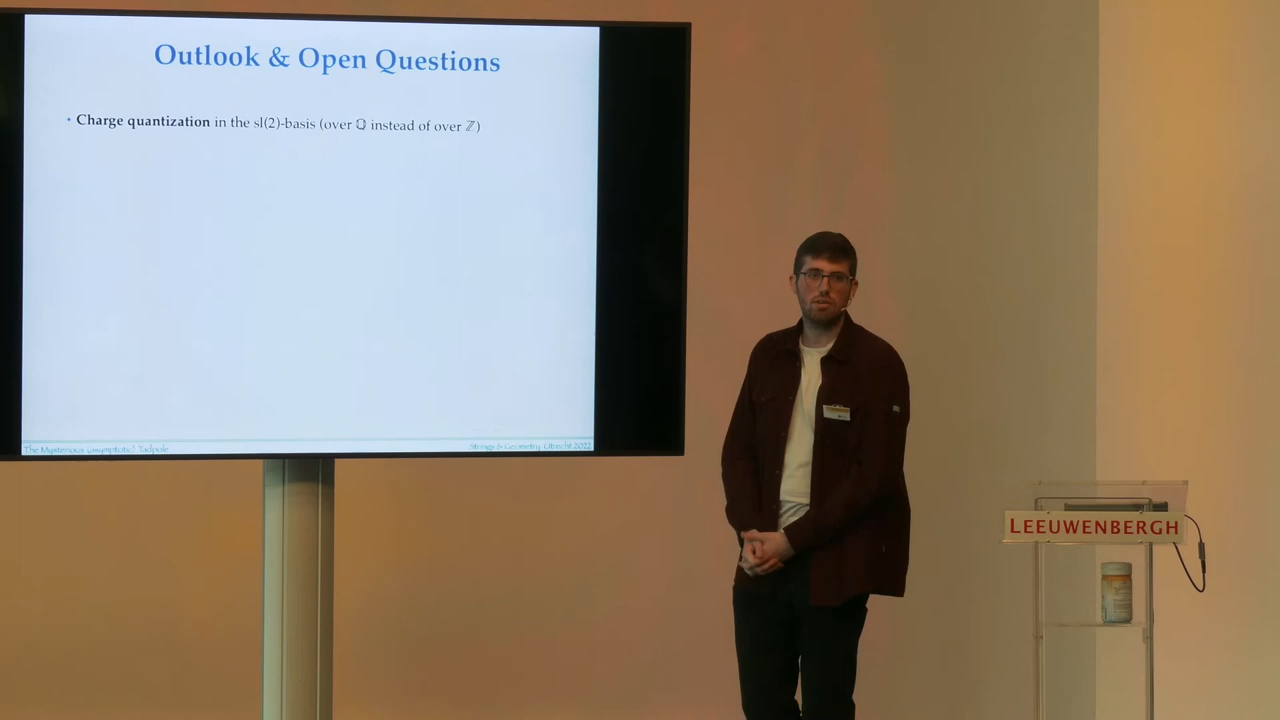 Outlook & Open Questions
• Charge quantization in the sl(2)-basis (over ℚ instead of over ℤ)
The Mysterious (Asymptotic) Tadpole
Strings & Geometry, Utrecht 2022
LEEUWENBERGH